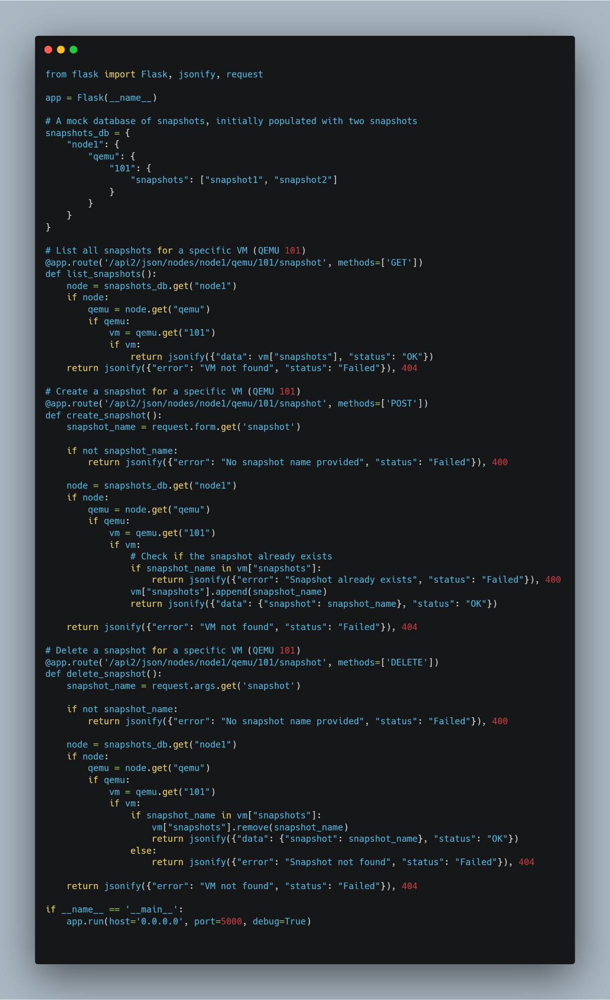 from flask import Flask, jsonify, request

app = Flask(__name__)

# A mock database of snapshots, initially populated with two snapshots
snapshots_db = {
    "node1": {
        "qemu": {
            "101": {
                "snapshots": ["snapshot1", "snapshot2"]
            }
        }
    }
}

# List all snapshots for a specific VM (QEMU 101)
@app.route('/api2/json/nodes/node1/qemu/101/snapshot', methods=['GET'])
def list_snapshots():
    node = snapshots_db.get("node1")
    if node:
        qemu = node.get("qemu")
        if qemu:
            vm = qemu.get("101")
            if vm:
                return jsonify({"data": vm["snapshots"], "status": "OK"})
    return jsonify({"error": "VM not found", "status": "Failed"}), 404

# Create a snapshot for a specific VM (QEMU 101)
@app.route('/api2/json/nodes/node1/qemu/101/snapshot', methods=['POST'])
def create_snapshot():
    snapshot_name = request.form.get('snapshot')

    if not snapshot_name:
        return jsonify({"error": "No snapshot name provided", "status": "Failed"}), 400

    node = snapshots_db.get("node1")
    if node:
        qemu = node.get("qemu")
        if qemu:
            vm = qemu.get("101")
            if vm:
                # Check if the snapshot already exists
                if snapshot_name in vm["snapshots"]:
                    return jsonify({"error": "Snapshot already exists", "status": "Failed"}), 400
                vm["snapshots"].append(snapshot_name)
                return jsonify({"data": {"snapshot": snapshot_name}, "status": "OK"})

    return jsonify({"error": "VM not found", "status": "Failed"}), 404

# Delete a snapshot for a specific VM (QEMU 101)
@app.route('/api2/json/nodes/node1/qemu/101/snapshot', methods=['DELETE'])
def delete_snapshot():
    snapshot_name = request.args.get('snapshot')

    if not snapshot_name:
        return jsonify({"error": "No snapshot name provided", "status": "Failed"}), 400

    node = snapshots_db.get("node1")
    if node:
        qemu = node.get("qemu")
        if qemu:
            vm = qemu.get("101")
            if vm:
                if snapshot_name in vm["snapshots"]:
                    vm["snapshots"].remove(snapshot_name)
                    return jsonify({"data": {"snapshot": snapshot_name}, "status": "OK"})
                else:
                    return jsonify({"error": "Snapshot not found", "status": "Failed"}), 404

    return jsonify({"error": "VM not found", "status": "Failed"}), 404

if __name__ == '__main__':
    app.run(host='0.0.0.0', port=5000, debug=True)